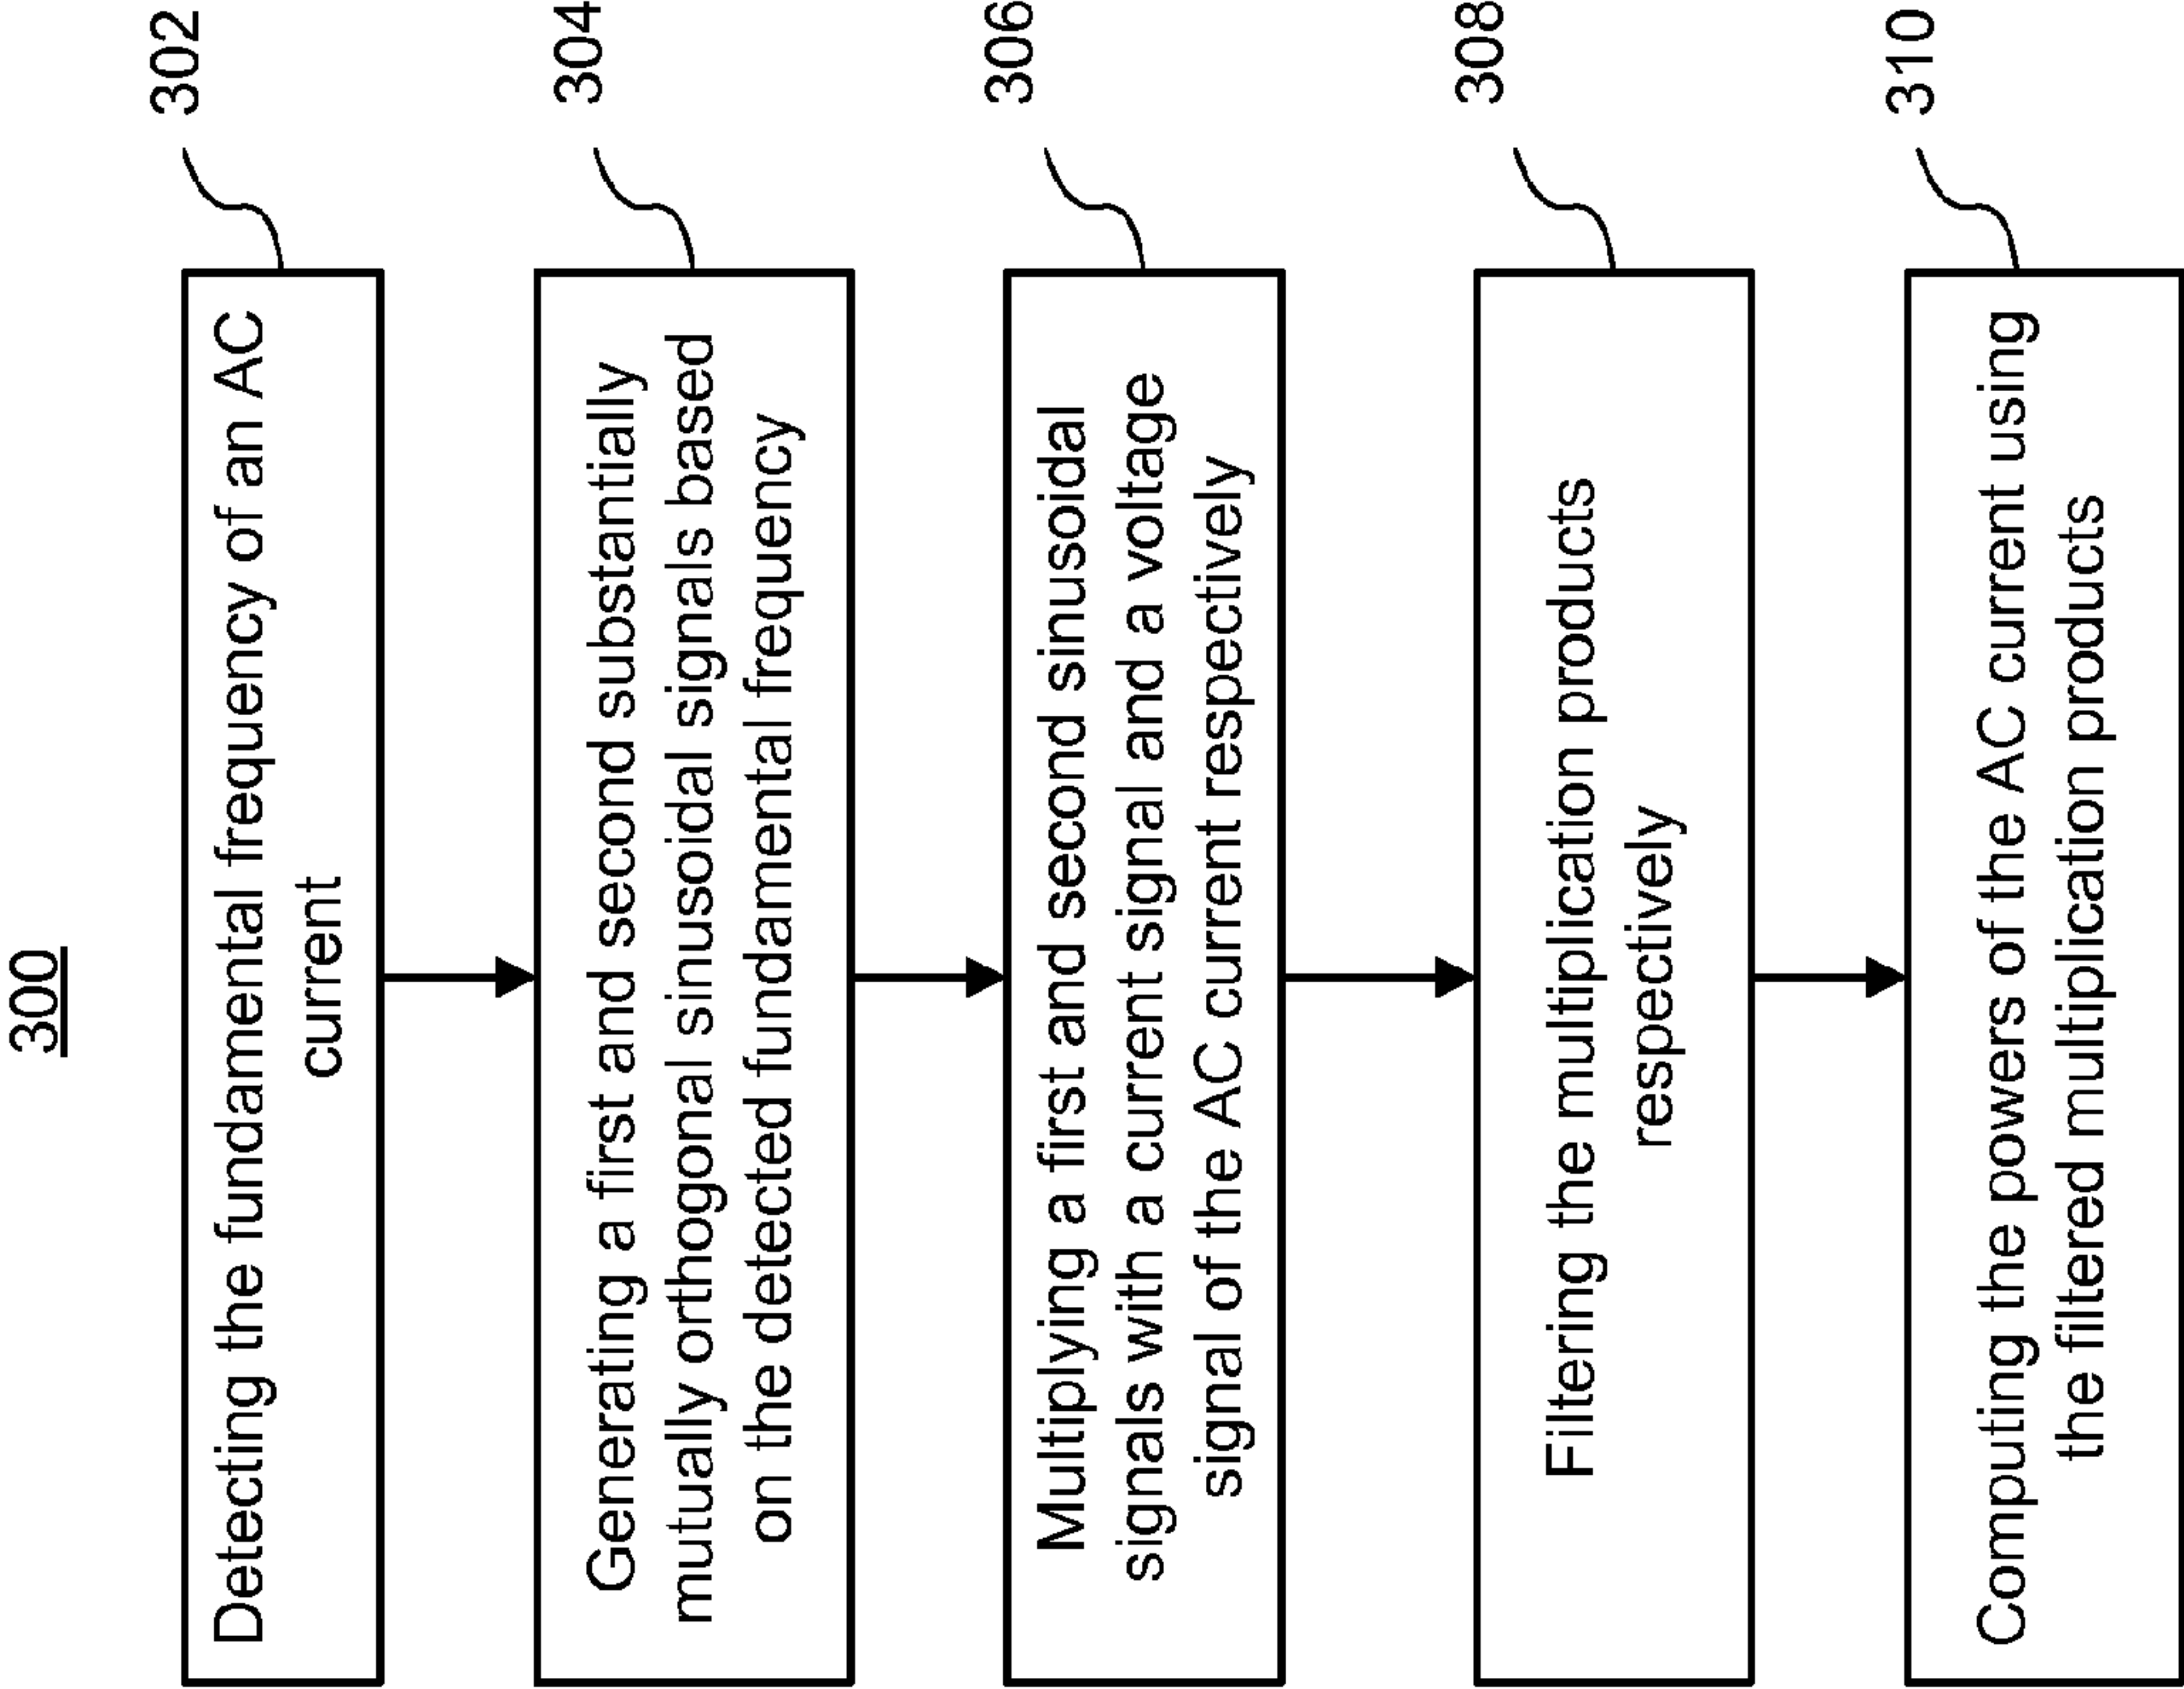 300
Detecting the fundamental frequency of an AC
current
302
Generating a first and second substantially
mutually orthogonal sinusoidal signals based
on the detected fundamental frequency
304
Multiplying a first and second sinusoidal
signals with a current signal and a voltage
signal of the AC current respectively
306
Filtering the multiplication products
respectively
308
Computing the powers of the AC current using
the filtered multiplication products
310